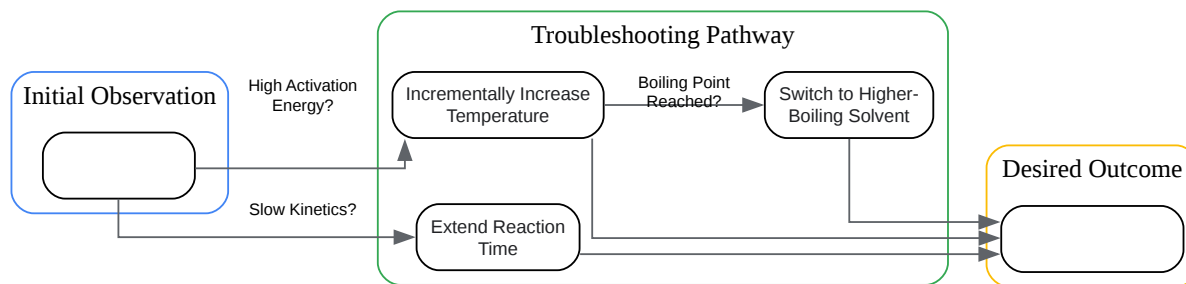 Troubleshooting Pathway
Initial Observation
High Activation
Energy?
Incrementally Increase
Temperature
Boiling Point
Reached?
Switch to Higher-
Boiling Solvent
Slow Kinetics?
Extend Reaction
Time
Desired Outcome